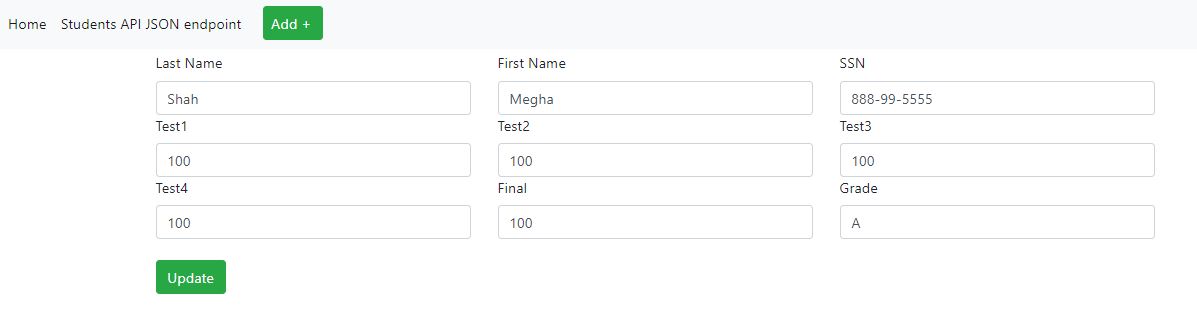 Home Students API JSON endpoint Add +
Last Name First Name SSN
Shah Megha 888-99-5555
Test1 Test2 Test3
100 100 100
Test4 Final Grade
100 100 A
Update